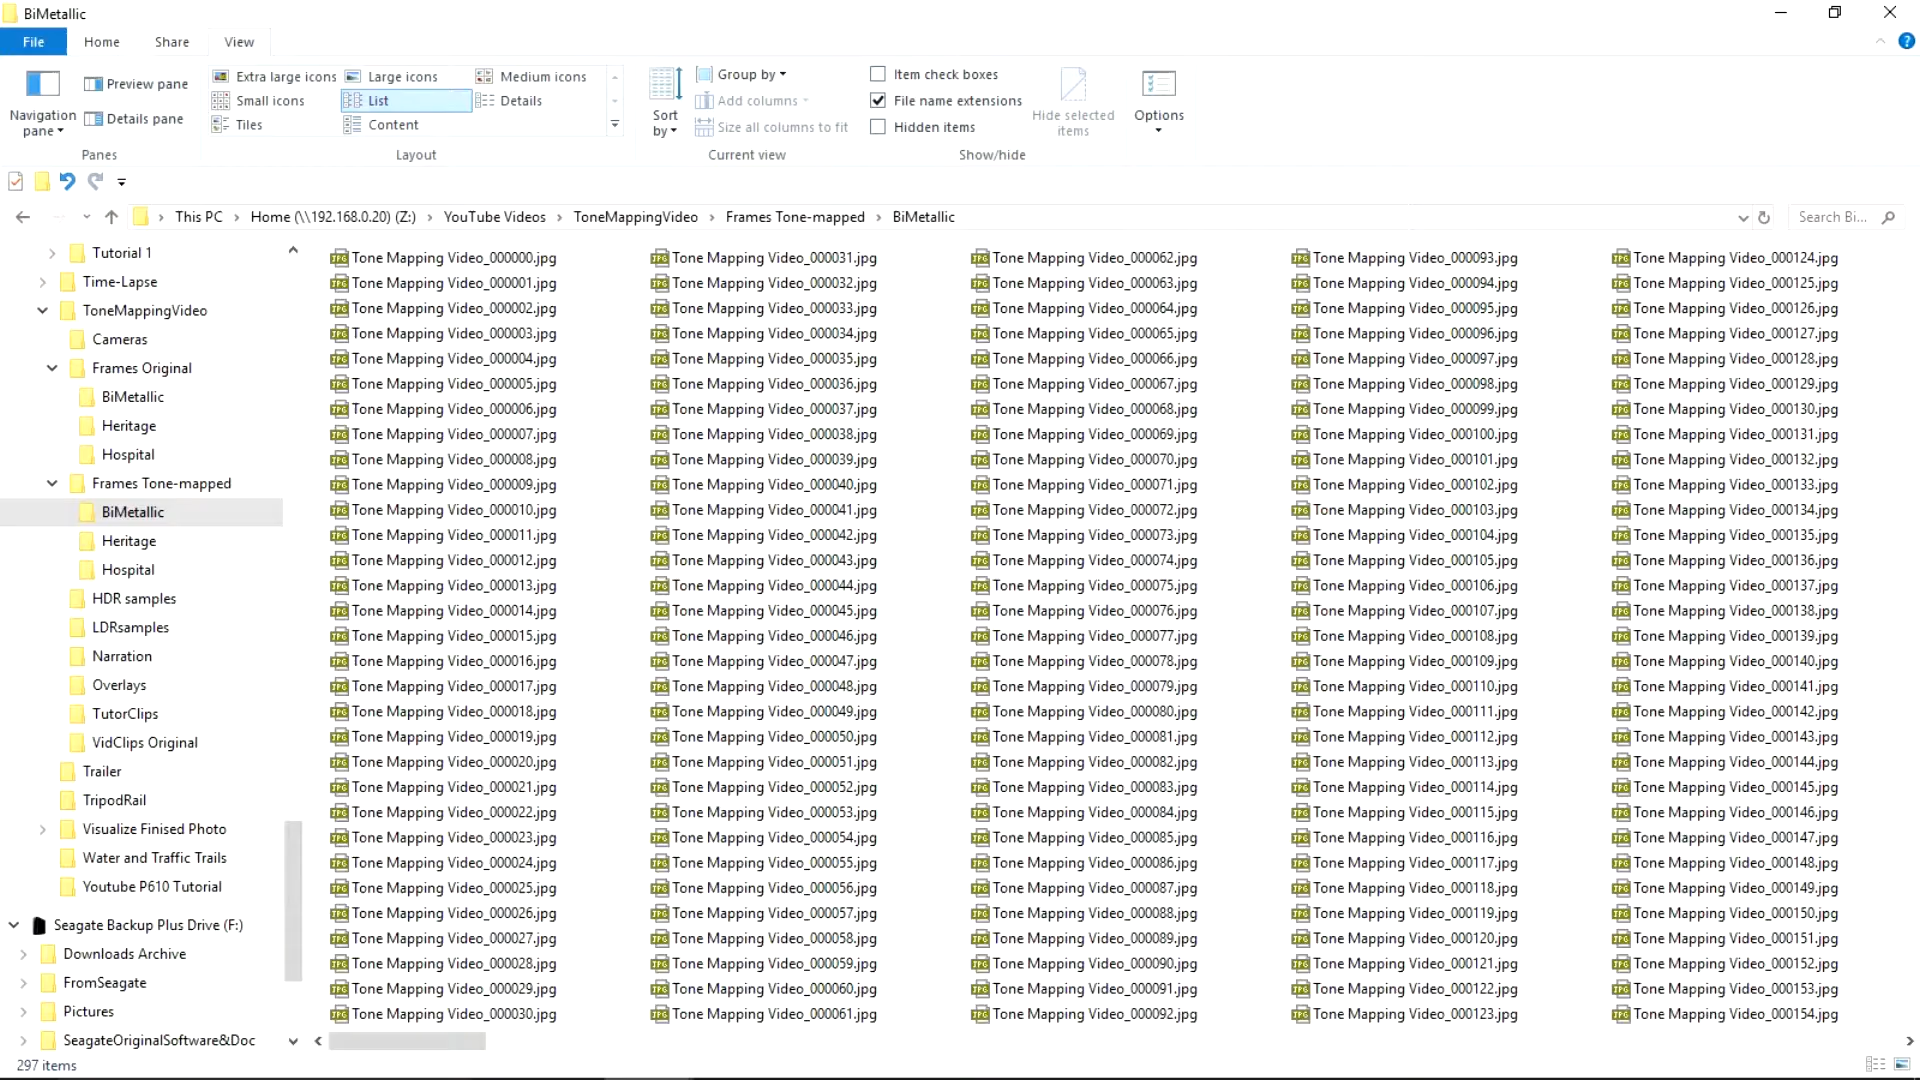 BiMetallic
File Home Share View
Navigation pane
Preview pane
Details pane
Panes
Extra large icons Large icons Medium icons
Small icons List Details
Tiles Content
Layout
Sort by
Group by
Add columns
Size all columns to fit
Current view
Item check boxes
File name extensions
Hidden items
Hide selected items
Show/hide
Options
This PC › Home (\\192.168.0.20) (Z:) › YouTube Videos › ToneMappingVideo › Frames Tone-mapped › BiMetallic
Search Bi...
Tutorial 1
Time-Lapse
ToneMappingVideo
Cameras
Frames Original
BiMetallic
Heritage
Hospital
Frames Tone-mapped
BiMetallic
Heritage
Hospital
HDR samples
LDRsamples
Narration
Overlays
TutorClips
VidClips Original
Trailer
TripodRail
Visualize Finised Photo
Water and Traffic Trails
Youtube P610 Tutorial
Seagate Backup Plus Drive (F:)
Downloads Archive
FromSeagate
Pictures
SeagateOriginalSoftware&Doc
Tone Mapping Video_000000.jpg Tone Mapping Video_000031.jpg Tone Mapping Video_000062.jpg Tone Mapping Video_000093.jpg Tone Mapping Video_000124.jpg
Tone Mapping Video_000001.jpg Tone Mapping Video_000032.jpg Tone Mapping Video_000063.jpg Tone Mapping Video_000094.jpg Tone Mapping Video_000125.jpg
Tone Mapping Video_000002.jpg Tone Mapping Video_000033.jpg Tone Mapping Video_000064.jpg Tone Mapping Video_000095.jpg Tone Mapping Video_000126.jpg
Tone Mapping Video_000003.jpg Tone Mapping Video_000034.jpg Tone Mapping Video_000065.jpg Tone Mapping Video_000096.jpg Tone Mapping Video_000127.jpg
Tone Mapping Video_000004.jpg Tone Mapping Video_000035.jpg Tone Mapping Video_000066.jpg Tone Mapping Video_000097.jpg Tone Mapping Video_000128.jpg
Tone Mapping Video_000005.jpg Tone Mapping Video_000036.jpg Tone Mapping Video_000067.jpg Tone Mapping Video_000098.jpg Tone Mapping Video_000129.jpg
Tone Mapping Video_000006.jpg Tone Mapping Video_000037.jpg Tone Mapping Video_000068.jpg Tone Mapping Video_000099.jpg Tone Mapping Video_000130.jpg
Tone Mapping Video_000007.jpg Tone Mapping Video_000038.jpg Tone Mapping Video_000069.jpg Tone Mapping Video_000100.jpg Tone Mapping Video_000131.jpg
Tone Mapping Video_000008.jpg Tone Mapping Video_000039.jpg Tone Mapping Video_000070.jpg Tone Mapping Video_000101.jpg Tone Mapping Video_000132.jpg
Tone Mapping Video_000009.jpg Tone Mapping Video_000040.jpg Tone Mapping Video_000071.jpg Tone Mapping Video_000102.jpg Tone Mapping Video_000133.jpg
Tone Mapping Video_000010.jpg Tone Mapping Video_000041.jpg Tone Mapping Video_000072.jpg Tone Mapping Video_000103.jpg Tone Mapping Video_000134.jpg
Tone Mapping Video_000011.jpg Tone Mapping Video_000042.jpg Tone Mapping Video_000073.jpg Tone Mapping Video_000104.jpg Tone Mapping Video_000135.jpg
Tone Mapping Video_000012.jpg Tone Mapping Video_000043.jpg Tone Mapping Video_000074.jpg Tone Mapping Video_000105.jpg Tone Mapping Video_000136.jpg
Tone Mapping Video_000013.jpg Tone Mapping Video_000044.jpg Tone Mapping Video_000075.jpg Tone Mapping Video_000106.jpg Tone Mapping Video_000137.jpg
Tone Mapping Video_000014.jpg Tone Mapping Video_000045.jpg Tone Mapping Video_000076.jpg Tone Mapping Video_000107.jpg Tone Mapping Video_000138.jpg
Tone Mapping Video_000015.jpg Tone Mapping Video_000046.jpg Tone Mapping Video_000077.jpg Tone Mapping Video_000108.jpg Tone Mapping Video_000139.jpg
Tone Mapping Video_000016.jpg Tone Mapping Video_000047.jpg Tone Mapping Video_000078.jpg Tone Mapping Video_000109.jpg Tone Mapping Video_000140.jpg
Tone Mapping Video_000017.jpg Tone Mapping Video_000048.jpg Tone Mapping Video_000079.jpg Tone Mapping Video_000110.jpg Tone Mapping Video_000141.jpg
Tone Mapping Video_000018.jpg Tone Mapping Video_000049.jpg Tone Mapping Video_000080.jpg Tone Mapping Video_000111.jpg Tone Mapping Video_000142.jpg
Tone Mapping Video_000019.jpg Tone Mapping Video_000050.jpg Tone Mapping Video_000081.jpg Tone Mapping Video_000112.jpg Tone Mapping Video_000143.jpg
Tone Mapping Video_000020.jpg Tone Mapping Video_000051.jpg Tone Mapping Video_000082.jpg Tone Mapping Video_000113.jpg Tone Mapping Video_000144.jpg
Tone Mapping Video_000021.jpg Tone Mapping Video_000052.jpg Tone Mapping Video_000083.jpg Tone Mapping Video_000114.jpg Tone Mapping Video_000145.jpg
Tone Mapping Video_000022.jpg Tone Mapping Video_000053.jpg Tone Mapping Video_000084.jpg Tone Mapping Video_000115.jpg Tone Mapping Video_000146.jpg
Tone Mapping Video_000023.jpg Tone Mapping Video_000054.jpg Tone Mapping Video_000085.jpg Tone Mapping Video_000116.jpg Tone Mapping Video_000147.jpg
Tone Mapping Video_000024.jpg Tone Mapping Video_000055.jpg Tone Mapping Video_000086.jpg Tone Mapping Video_000117.jpg Tone Mapping Video_000148.jpg
Tone Mapping Video_000025.jpg Tone Mapping Video_000056.jpg Tone Mapping Video_000087.jpg Tone Mapping Video_000118.jpg Tone Mapping Video_000149.jpg
Tone Mapping Video_000026.jpg Tone Mapping Video_000057.jpg Tone Mapping Video_000088.jpg Tone Mapping Video_000119.jpg Tone Mapping Video_000150.jpg
Tone Mapping Video_000027.jpg Tone Mapping Video_000058.jpg Tone Mapping Video_000089.jpg Tone Mapping Video_000120.jpg Tone Mapping Video_000151.jpg
Tone Mapping Video_000028.jpg Tone Mapping Video_000059.jpg Tone Mapping Video_000090.jpg Tone Mapping Video_000121.jpg Tone Mapping Video_000152.jpg
Tone Mapping Video_000029.jpg Tone Mapping Video_000060.jpg Tone Mapping Video_000091.jpg Tone Mapping Video_000122.jpg Tone Mapping Video_000153.jpg
Tone Mapping Video_000030.jpg Tone Mapping Video_000061.jpg Tone Mapping Video_000092.jpg Tone Mapping Video_000123.jpg Tone Mapping Video_000154.jpg
297 items